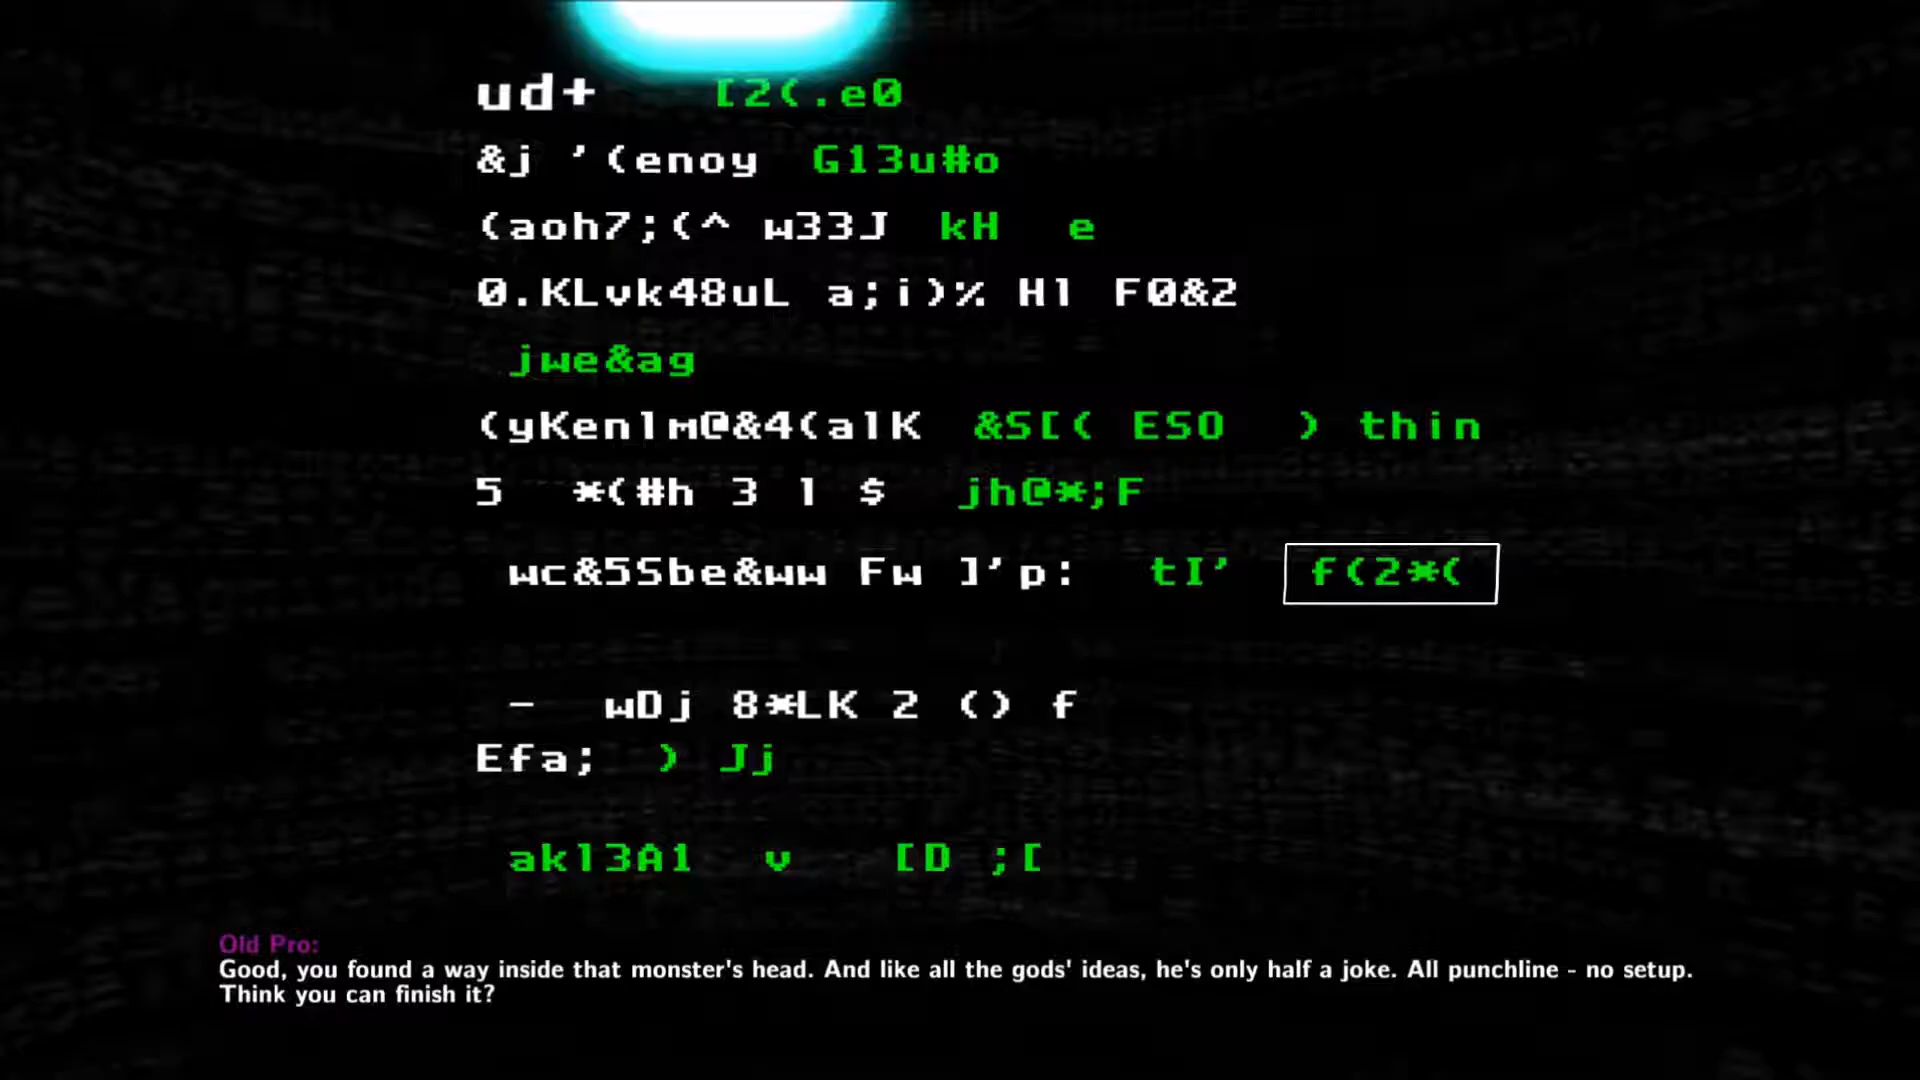 ud+ [2(.e0
&j '(enoy G13u#o
(aoh7;(^ w33J kH e
0.KLvk48uL a;i)% H1 F0&2
jwe&ag
(yKen1m@&4(a1K &S[( ESO ) thin
5 *(#h 3 1 $ jh@*;F
wc&5Sbe&ww Fw ]'p: tI' f(2*(
- wDj 8*LK 2 () f
Efa; ) Jj
ak13A1 v [D ;[
Old Pro:
Good, you found a way inside that monster's head. And like all the gods' ideas, he's only half a joke. All punchline - no setup.
Think you can finish it?